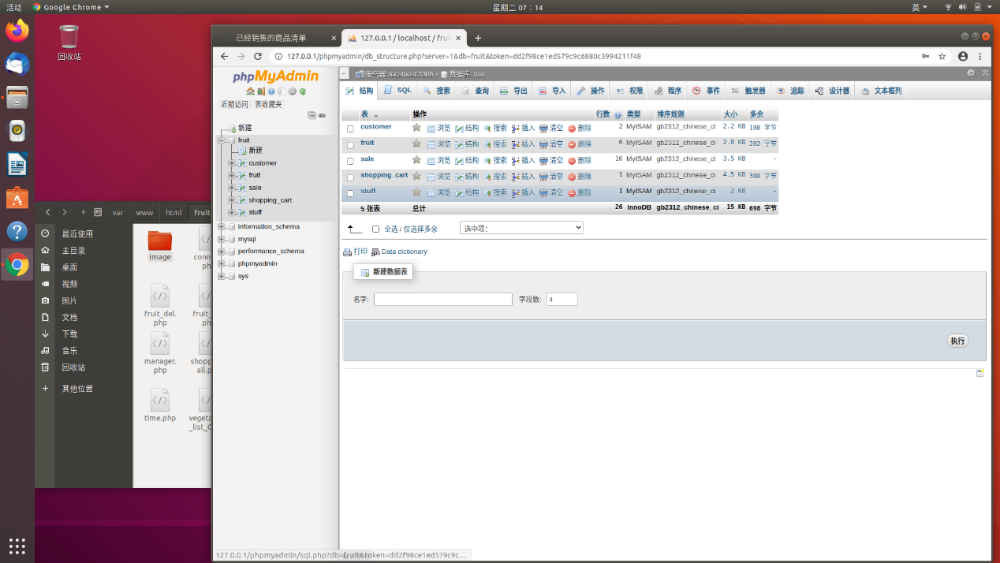 活动
Google Chrome
星期二 07：14
英
回收站
已经销售的商品清单
127.0.0.1 / localhost / frui
127.0.0.1/phpmyadmin/db_structure.php?server=1&db=fruit&token=dd2f98ce1ed579c9c6880c3994211f48
phpMyAdmin
近期访问 表收藏夹
新建
fruit
新建
customer
fruit
sale
shopping_cart
stuff
information_schema
mysql
performance_schema
phpmyadmin
sys
服务器: localhost:3306 » 数据库: fruit
结构 SQL 搜索 查询 导出 导入 操作 权限 程序 事件 触发器 追踪 设计器 文本框列
表 操作 行数 类型 排序规则 大小 多余
customer 浏览 结构 搜索 插入 清空 删除 2 MyISAM gb2312_chinese_ci 2.2 KB 108 字节
fruit 浏览 结构 搜索 插入 清空 删除 6 MyISAM gb2312_chinese_ci 2.8 KB 202 字节
sale 浏览 结构 搜索 插入 清空 删除 16 MyISAM gb2312_chinese_ci 3.5 KB -
shopping_cart 浏览 结构 搜索 插入 清空 删除 1 MyISAM gb2312_chinese_ci 4.5 KB 388 字节
stuff 浏览 结构 搜索 插入 清空 删除 1 MyISAM gb2312_chinese_ci 2 KB -
5 张表 总计 26 InnoDB gb2312_chinese_ci 15 KB 698 字节
全选 / 仅选择多余 选中项：
打印 Data dictionary
新建数据表
名字: 字段数: 4
执行
var www html fruit
最近使用
主目录
桌面
视频
图片
文档
下载
音乐
回收站
其他位置
image
conn
ph
fruit_del.
php
fruit_
ph
manager.
php
shopp
all.p
time.php
vegeta
_list_C
127.0.0.1/phpmyadmin/sql.php?db=fruit&token=dd2f98ce1ed579c9c...